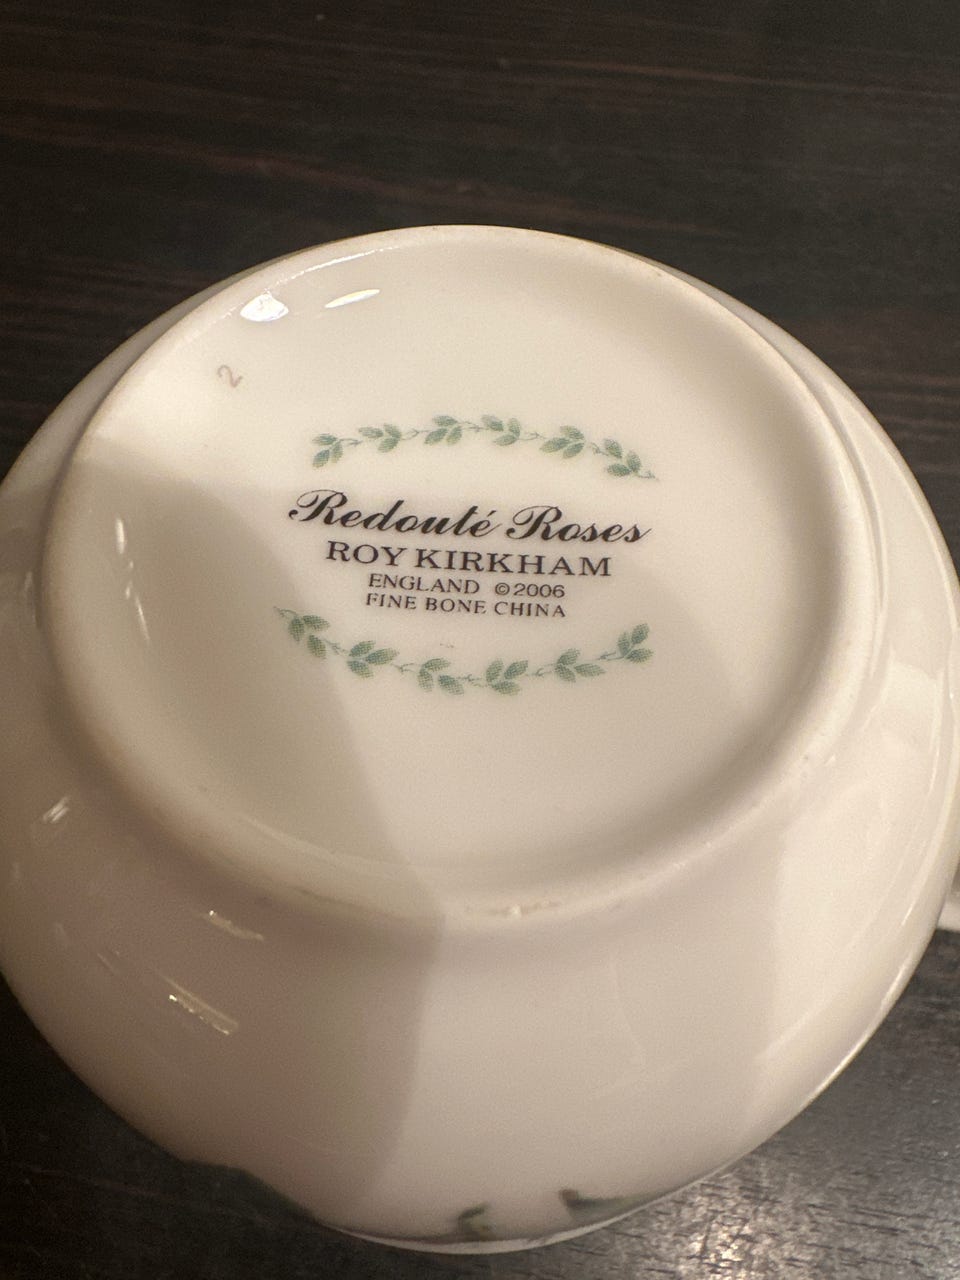 2
Redouté Roses
ROY KIRKHAM
ENGLAND ©2006
FINE BONE CHINA